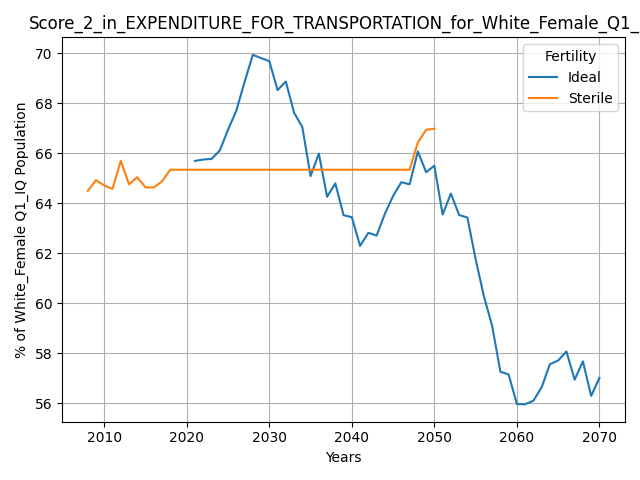 Score_2_in_EXPENDITURE_FOR_TRANSPORTATION_for_White_Female_Q1_
Fertility
Ideal
Sterile
% of White_Female Q1_IQ Population
70
68
66
64
62
60
58
56
2010
2020
2030
2040
2050
2060
2070
Years